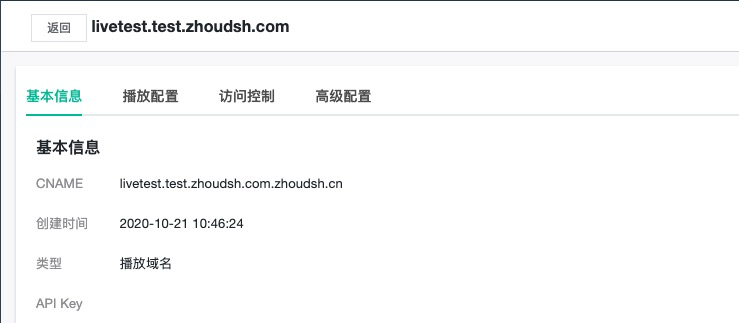 返回 livetest.test.zhoudsh.com
基本信息 播放配置 访问控制 高级配置
基本信息
CNAME livetest.test.zhoudsh.com.zhoudsh.cn
创建时间 2020-10-21 10:46:24
类型 播放域名
API Key